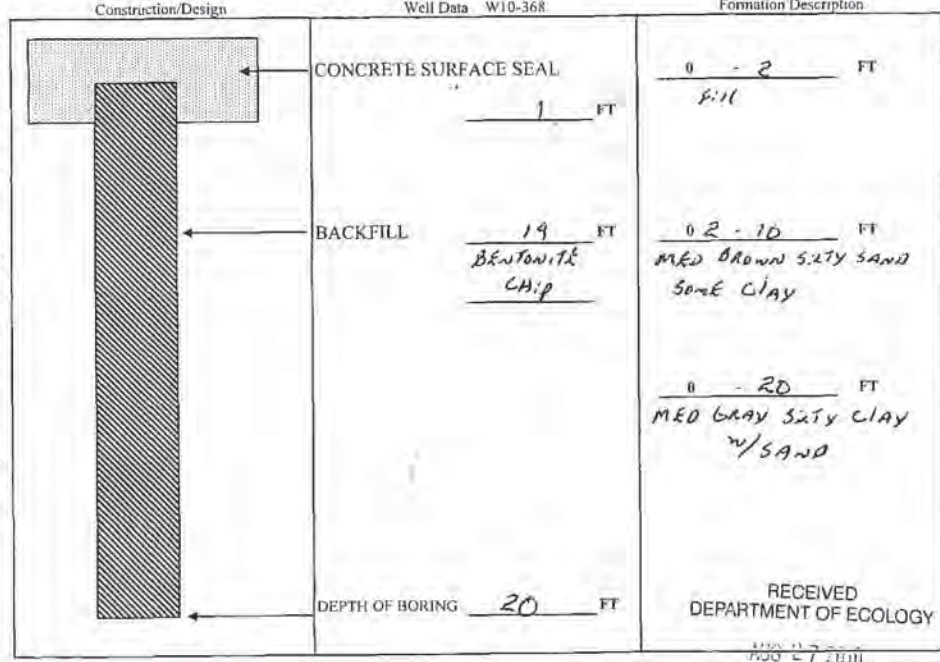 Construction/Design
Well Data W10-368
Formation Description
CONCRETE SURFACE SEAL
1 FT
BACKFILL
19 FT
BENTONITE
CHIP
DEPTH OF BORING 20 FT
0 - 2 FT
Fill
0 2 - 10 FT
MED BROWN SILTY SAND
SOME CLAY
0 - 20 FT
MED GRAY SILTY CLAY
W/SAND
RECEIVED
DEPARTMENT OF ECOLOGY